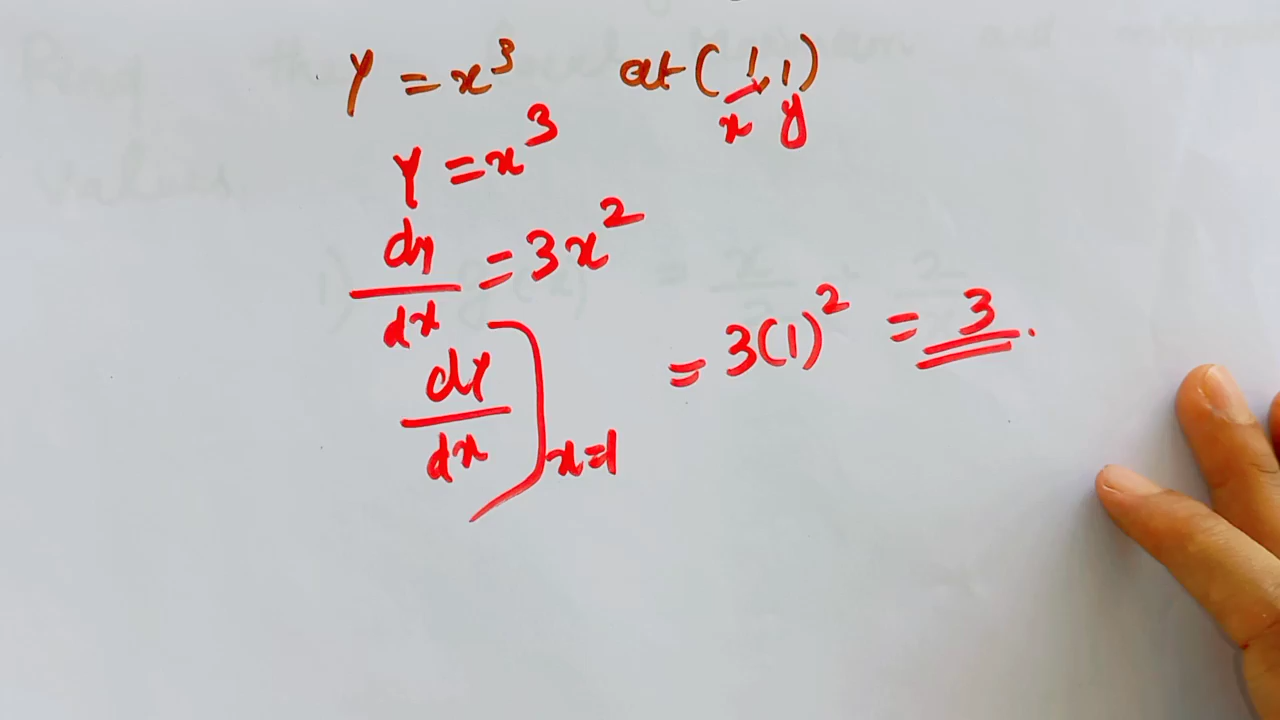 y = x³ at (1,1)
x y
y = x³
dy/dx = 3x²
dy/dx)x=1 = 3(1)² = 3.